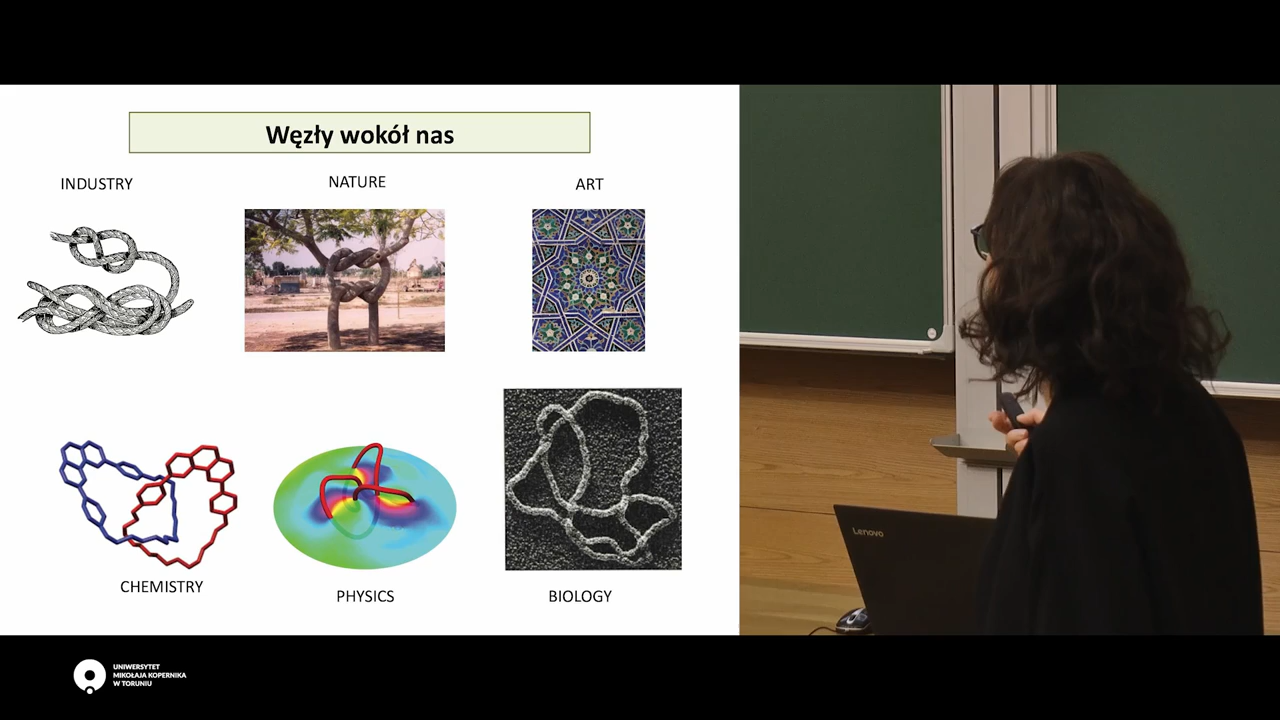 Węzły wokół nas
INDUSTRY
NATURE
ART
CHEMISTRY
PHYSICS
BIOLOGY
Lenovo
UNIWERSYTET
MIKOŁAJA KOPERNIKA
W TORUNIU